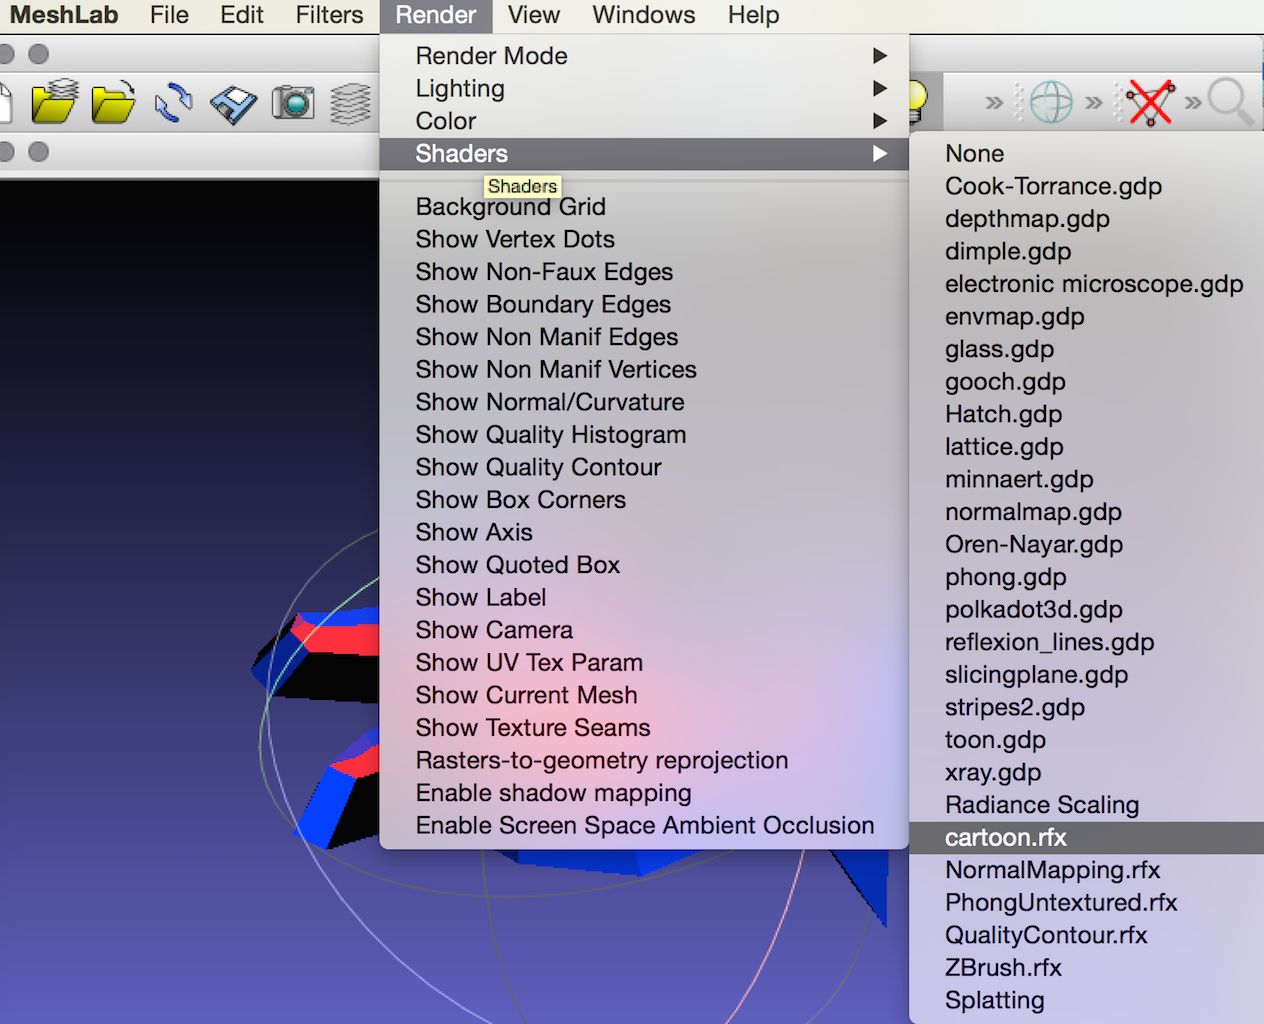 MeshLab File Edit Filters Render View Windows Help
Render Mode
Lighting
Color
Shaders
Shaders
Background Grid
Show Vertex Dots
Show Non-Faux Edges
Show Boundary Edges
Show Non Manif Edges
Show Non Manif Vertices
Show Normal/Curvature
Show Quality Histogram
Show Quality Contour
Show Box Corners
Show Axis
Show Quoted Box
Show Label
Show Camera
Show UV Tex Param
Show Current Mesh
Show Texture Seams
Rasters-to-geometry reprojection
Enable shadow mapping
Enable Screen Space Ambient Occlusion
None
Cook-Torrance.gdp
depthmap.gdp
dimple.gdp
electronic microscope.gdp
envmap.gdp
glass.gdp
gooch.gdp
Hatch.gdp
lattice.gdp
minnaert.gdp
normalmap.gdp
Oren-Nayar.gdp
phong.gdp
polkadot3d.gdp
reflexion_lines.gdp
slicingplane.gdp
stripes2.gdp
toon.gdp
xray.gdp
Radiance Scaling
cartoon.rfx
NormalMapping.rfx
PhongUntextured.rfx
QualityContour.rfx
ZBrush.rfx
Splatting